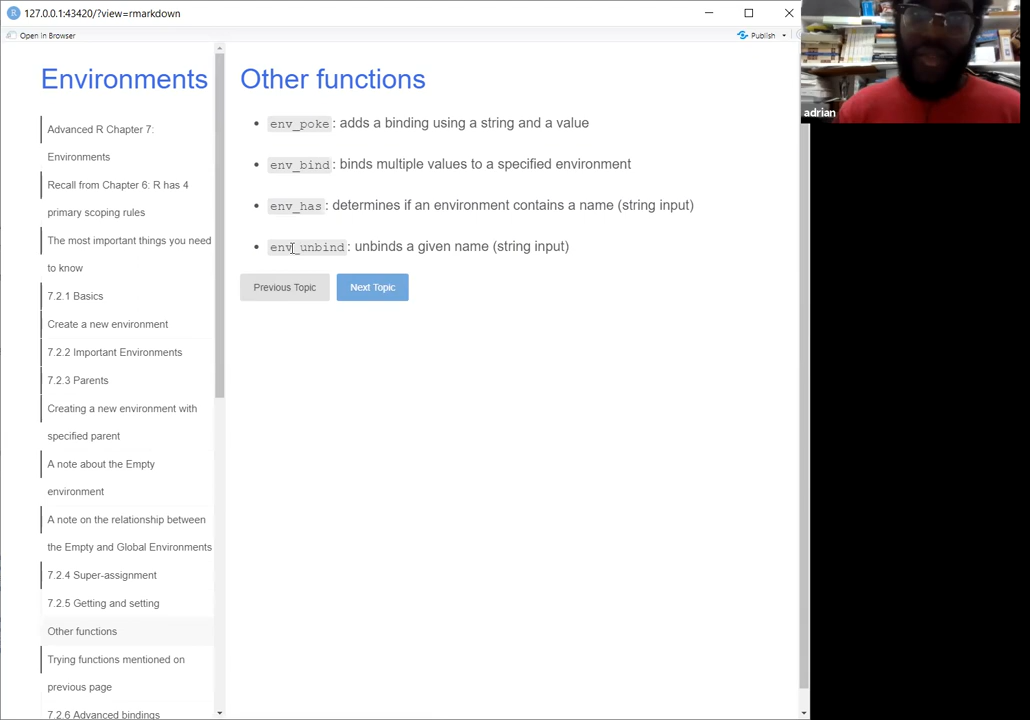 127.0.0.1:43420/?view=rmarkdown
Open in Browser
Publish
adrian
Environments
Advanced R Chapter 7:
Environments
Recall from Chapter 6: R has 4
primary scoping rules
The most important things you need
to know
7.2.1 Basics
Create a new environment
7.2.2 Important Environments
7.2.3 Parents
Creating a new environment with
specified parent
A note about the Empty
environment
A note on the relationship between
the Empty and Global Environments
7.2.4 Super-assignment
7.2.5 Getting and setting
Other functions
Trying functions mentioned on
previous page
7.2.6 Advanced bindings
Other functions
env_poke: adds a binding using a string and a value
env_bind: binds multiple values to a specified environment
env_has: determines if an environment contains a name (string input)
env_unbind: unbinds a given name (string input)
Previous Topic
Next Topic